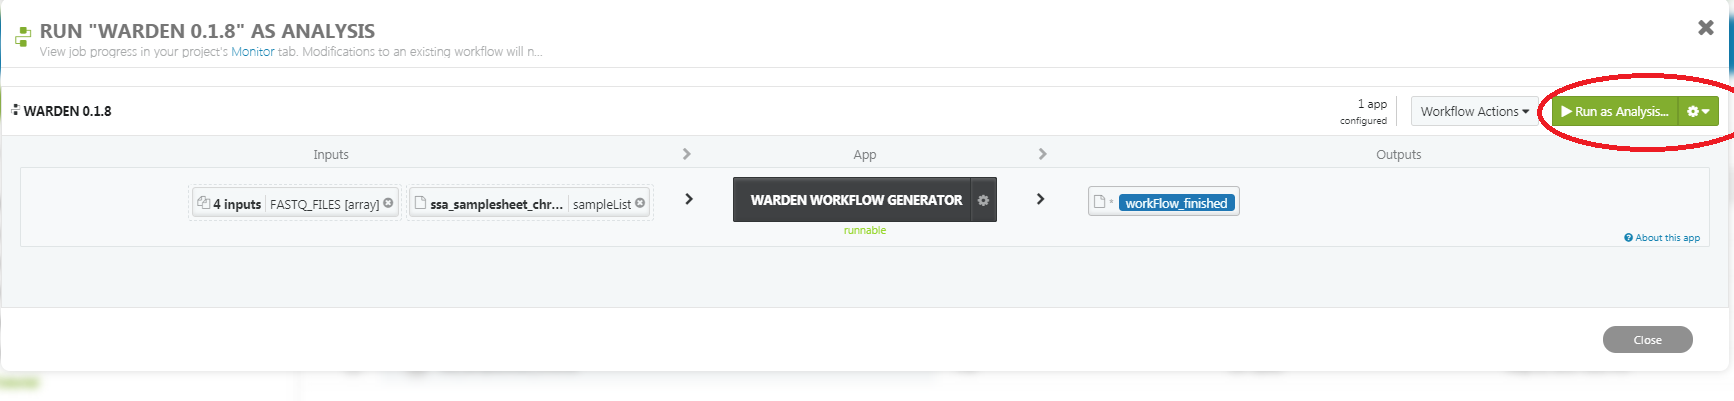 RUN "WARDEN 0.1.8" AS ANALYSIS
View job progress in your project's Monitor tab. Modifications to an existing workflow will n...
WARDEN 0.1.8
1 app
configured
Workflow Actions
Run as Analysis...
Inputs
App
Outputs
4 inputs FASTQ_FILES [array]
ssa_samplesheet_chr... sampleList
WARDEN WORKFLOW GENERATOR
* workFlow_finished
runnable
About this app
Close